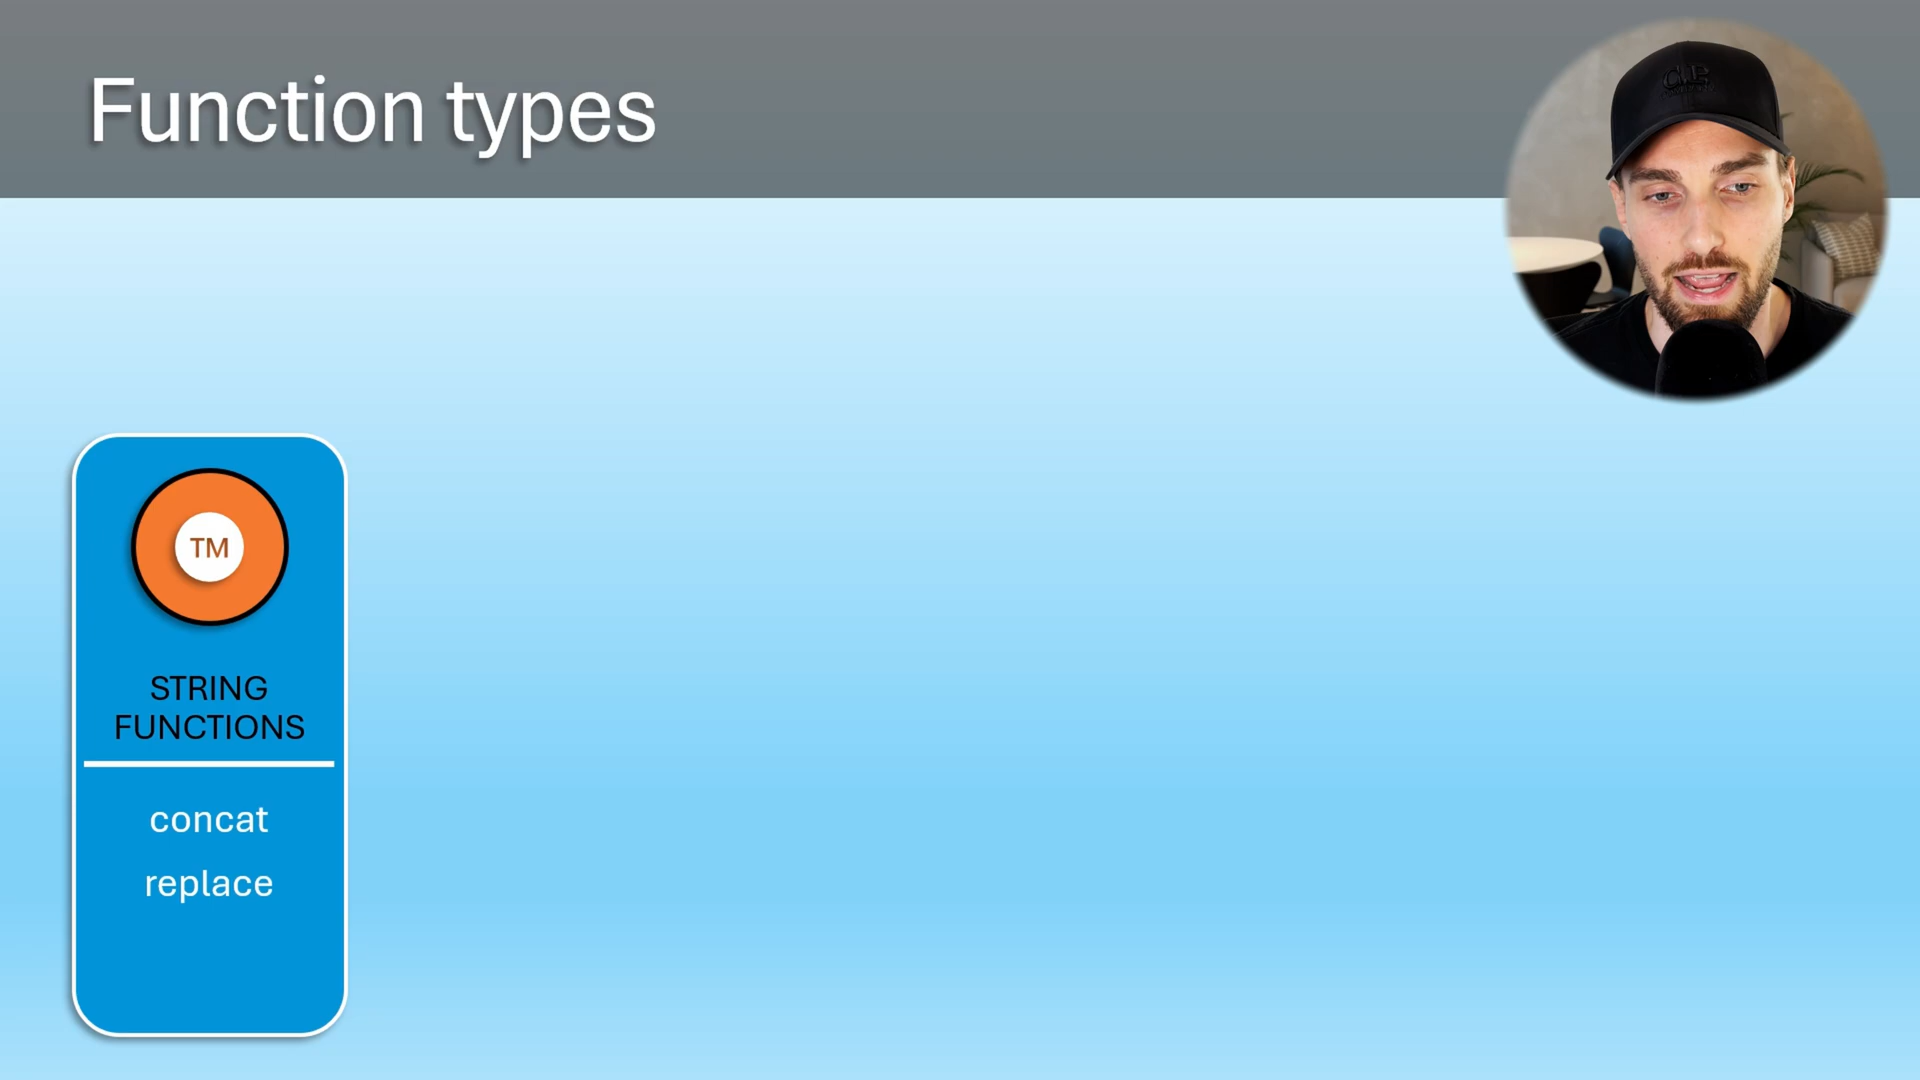 Function types
TM
STRING
FUNCTIONS
concat
replace